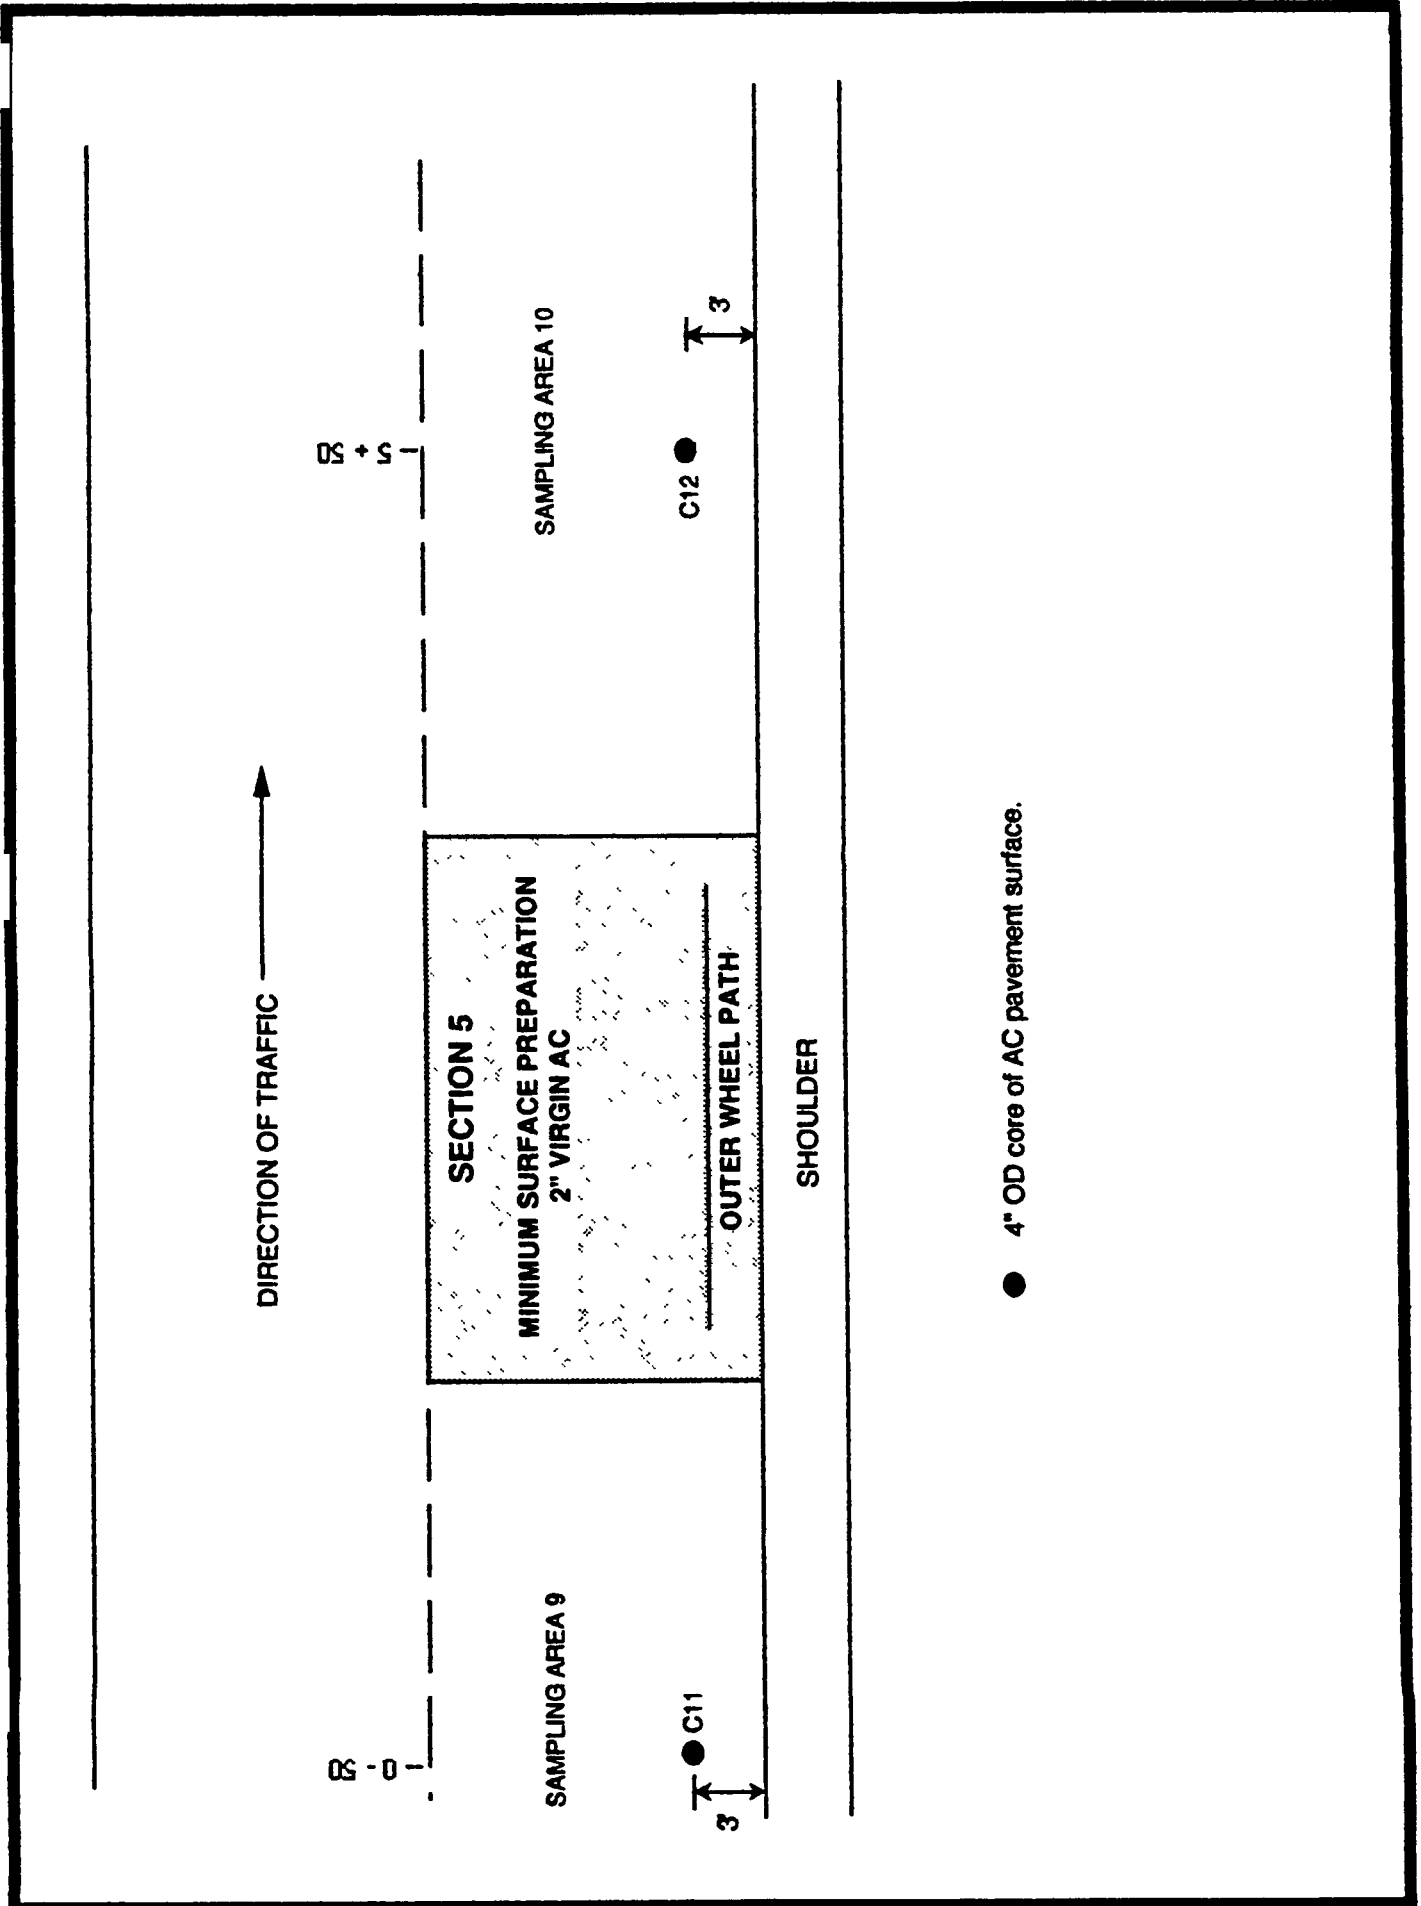 DIRECTION OF TRAFFIC
0 - 50
5 + 50
SECTION 5
MINIMUM SURFACE PREPARATION
2" VIRGIN AC
SAMPLING AREA 9
SAMPLING AREA 10
C11
C12
3'
3'
OUTER WHEEL PATH
SHOULDER
4" OD core of AC pavement surface.